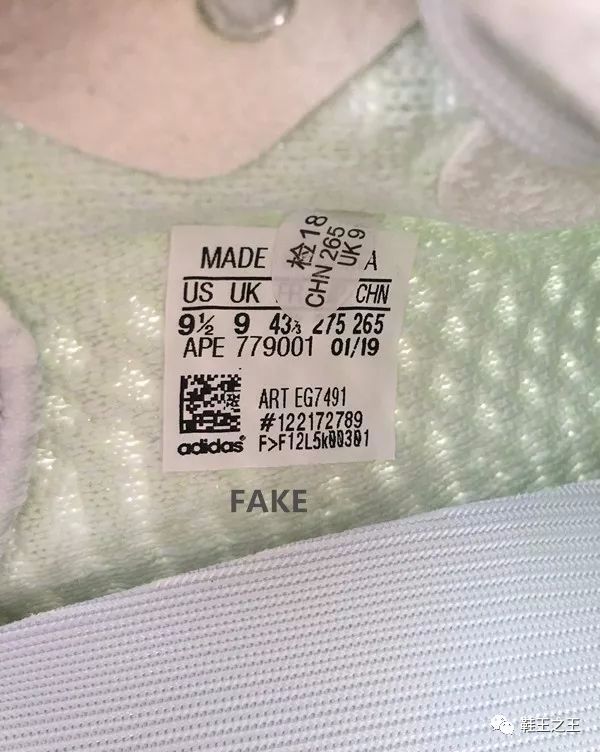 检18
CHN 265
UK 9
MADE A
US UK FR CHN
9½ 9 43⅓ 275 265
APE 779001 01/19
ART EG7491
#122172789
adidas® F>F12L5k00301
FAKE
鞋王之王